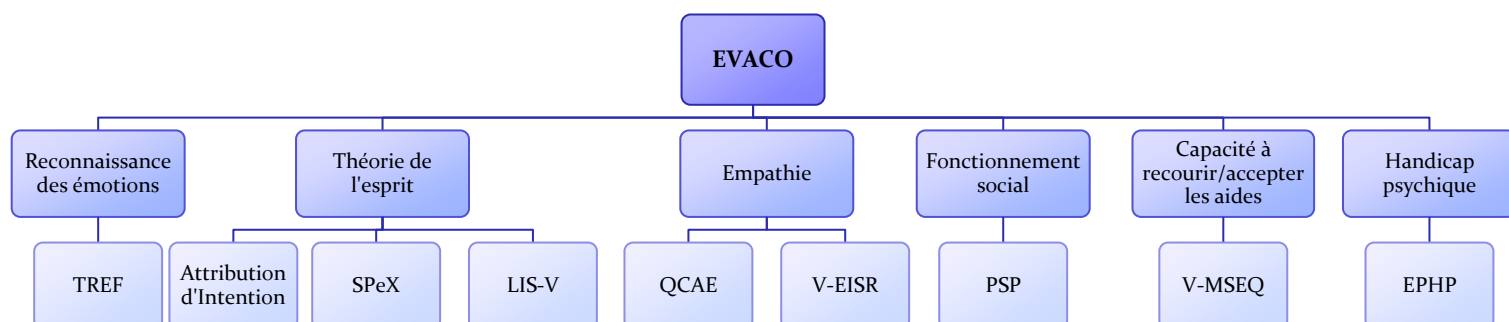 EVACO
Reconnaissance
des émotions
Théorie de
l'esprit
Empathie
Fonctionnement
social
Capacité à
recourir/accepter
les aides
Handicap
psychique
TREF
Attribution
d'Intention
SPeX
LIS-V
QCAE
V-EISR
PSP
V-MSEQ
EPHP